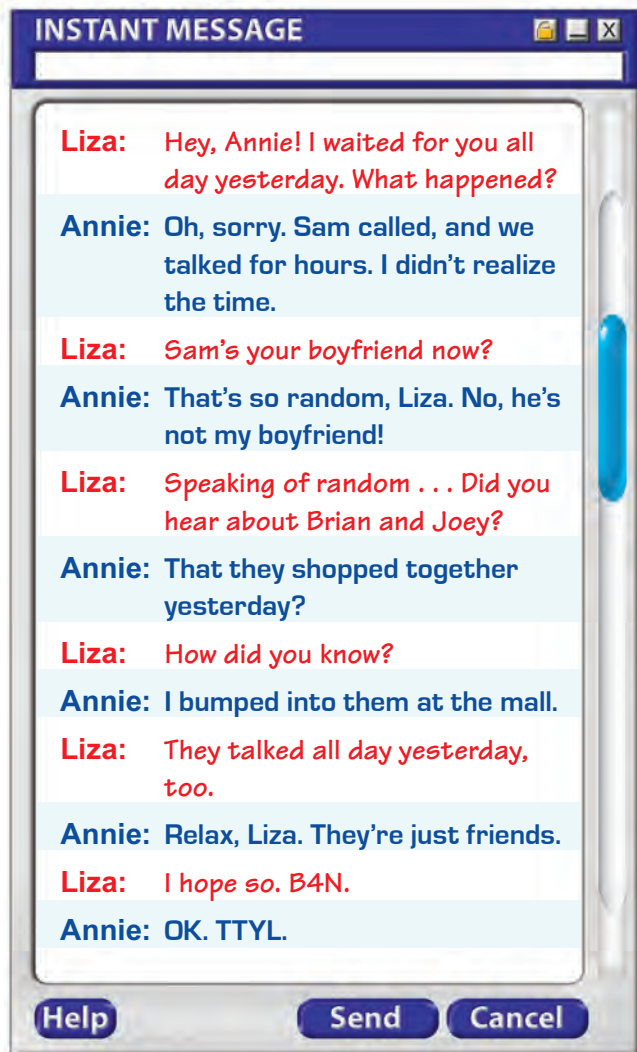 INSTANT MESSAGE
X
Liza: Hey, Annie! I waited for you all
day yesterday. What happened?
Annie: Oh, sorry. Sam called, and we
talked for hours. I didn't realize
the time.
Liza: Sam's your boyfriend now?
Annie: That's so random, Liza. No, he's
not my boyfriend!
Liza: Speaking of random . . . Did you
hear about Brian and Joey?
Annie: That they shopped together
yesterday?
Liza: How did you know?
Annie: I bumped into them at the mall.
Liza: They talked all day yesterday,
too.
Annie: Relax, Liza. They're just friends.
Liza: I hope so. B4N.
Annie: OK. TTYL.
Help Send Cancel